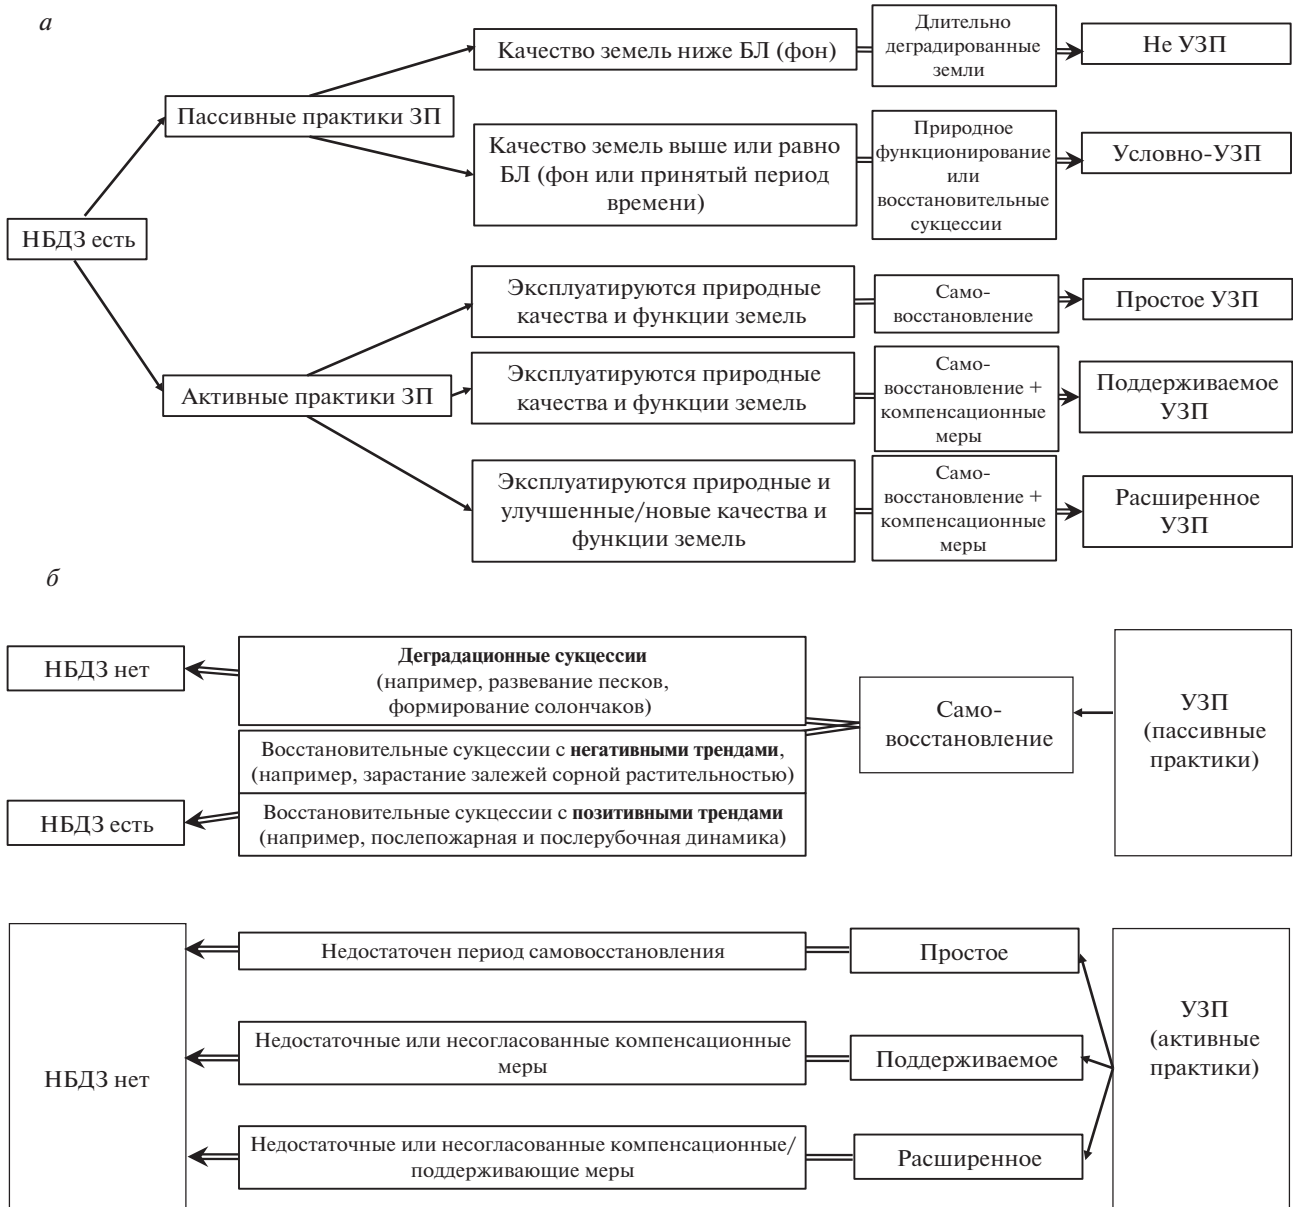 а
Качество земель ниже БЛ (фон)
Длительно
деградированные
земли
Не УЗП
Пассивные практики ЗП
Качество земель выше или равно
БЛ (фон или принятый период
времени)
Природное
функционирование
или
восстановительные
сукцессии
Условно-УЗП
НБДЗ есть
Эксплуатируются природные
качества и функции земель
Само-
восстановление
Простое УЗП
Активные практики ЗП
Эксплуатируются природные
качества и функции земель
Само-
восстановление +
компенсационные
меры
Поддерживаемое
УЗП
Эксплуатируются природные и
улучшенные/новые качества и
функции земель
Само-
восстановление +
компенсационные
меры
Расширенное
УЗП
б
НБДЗ нет
Деградационные сукцессии
(например, развевание песков,
формирование солончаков)
Само-
восстановление
УЗП
(пассивные
практики)
Восстановительные сукцессии с негативными трендами,
(например, зарастание залежей сорной растительностью)
НБДЗ есть
Восстановительные сукцессии с позитивными трендами
(например, послепожарная и послерубочная динамика)
НБДЗ нет
Недостаточен период самовосстановления
Простое
УЗП
(активные
практики)
Недостаточные или несогласованные компенсационные
меры
Поддерживаемое
Недостаточные или несогласованные компенсационные/
поддерживающие меры
Расширенное